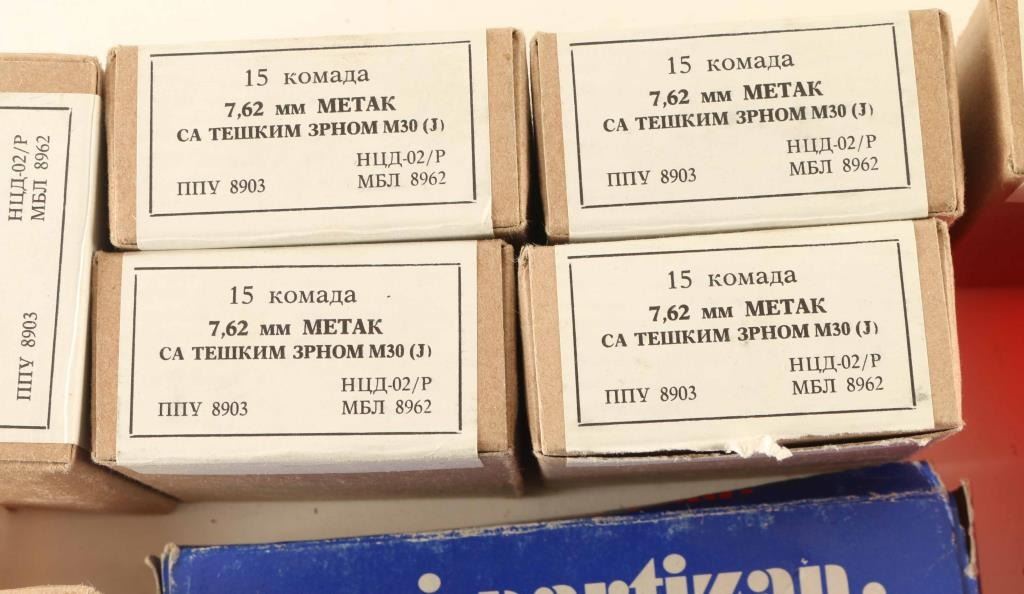 15 комада
7,62 мм МЕТАК
СА ТЕШКИМ ЗРНОМ М30 (Ј)
НЦД-02/Р
ППУ 8903 МБЛ 8962
15 комада
7,62 мм МЕТАК
СА ТЕШКИМ ЗРНОМ М30 (Ј)
НЦД-02/Р
ППУ 8903 МБЛ 8962
НЦД-02/Р
МБЛ 8962
ППУ 8903
15 комада
7,62 мм МЕТАК
СА ТЕШКИМ ЗРНОМ М30 (Ј)
НЦД-02/Р
ППУ 8903 МБЛ 8962
15 комада
7,62 мм МЕТАК
СА ТЕШКИМ ЗРНОМ М30 (Ј)
НЦД-02/Р
ППУ 8903 МБЛ 8962
partizan